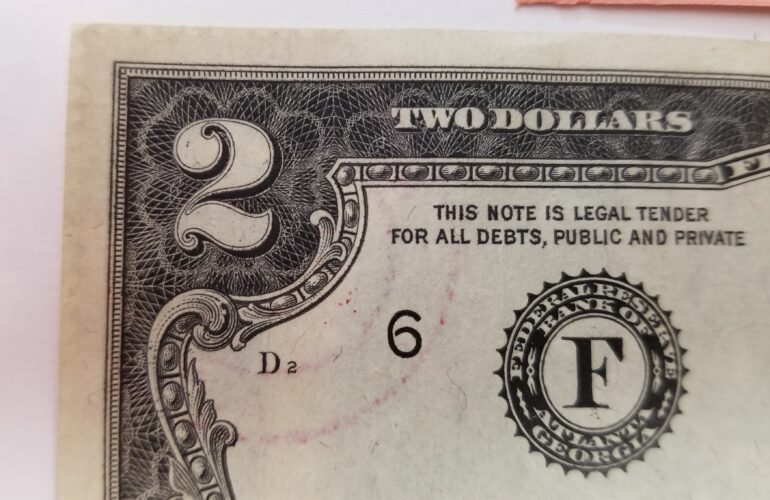 TWO DOLLARS
2
THIS NOTE IS LEGAL TENDER
FOR ALL DEBTS, PUBLIC AND PRIVATE
6
D 2
FEDERAL RESERVE
BANK OF
F
ATLANTA
GEORGIA